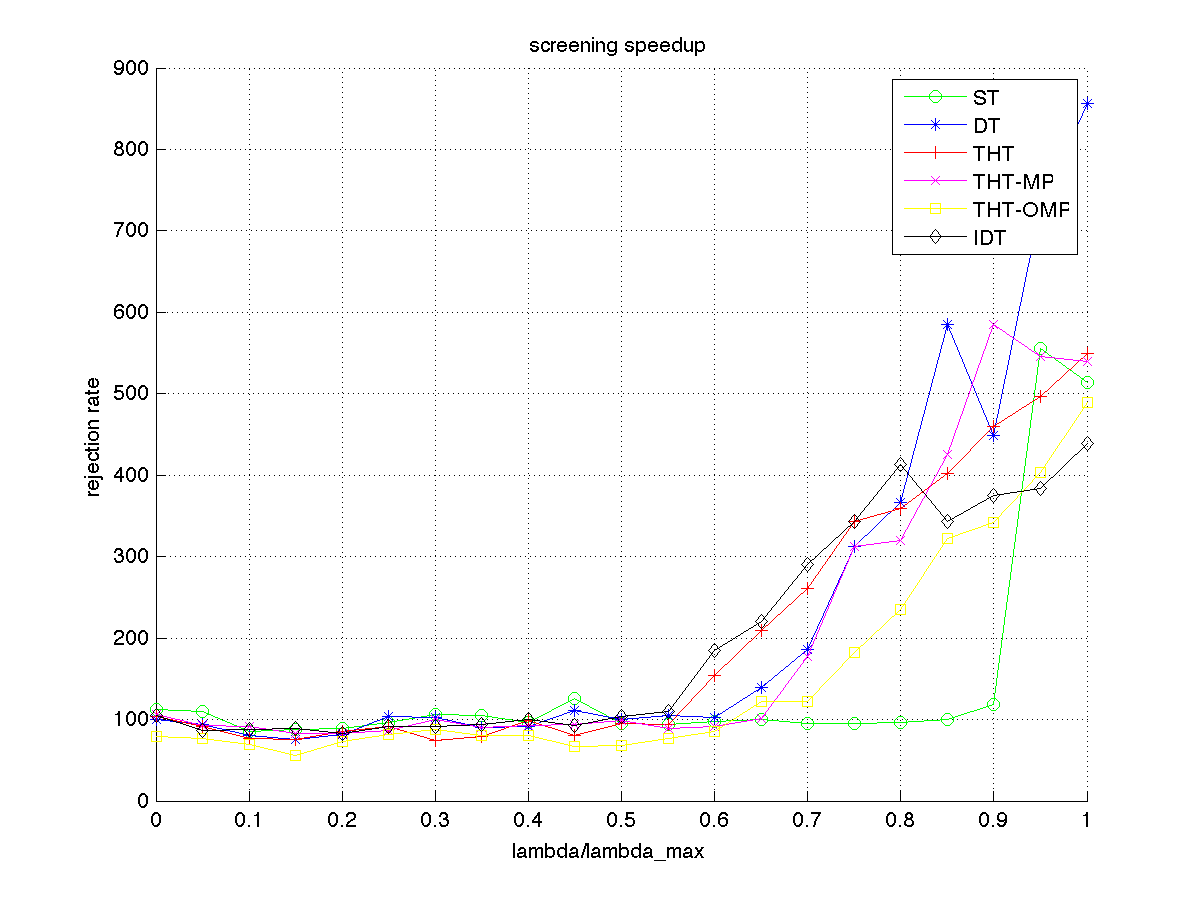 screening speedup
900
800
700
600
500
400
300
200
100
0
rejection rate
ST
DT
THT
THT-MP
THT-OMP
IDT
0 0.1 0.2 0.3 0.4 0.5 0.6 0.7 0.8 0.9 1
lambda/lambda_max